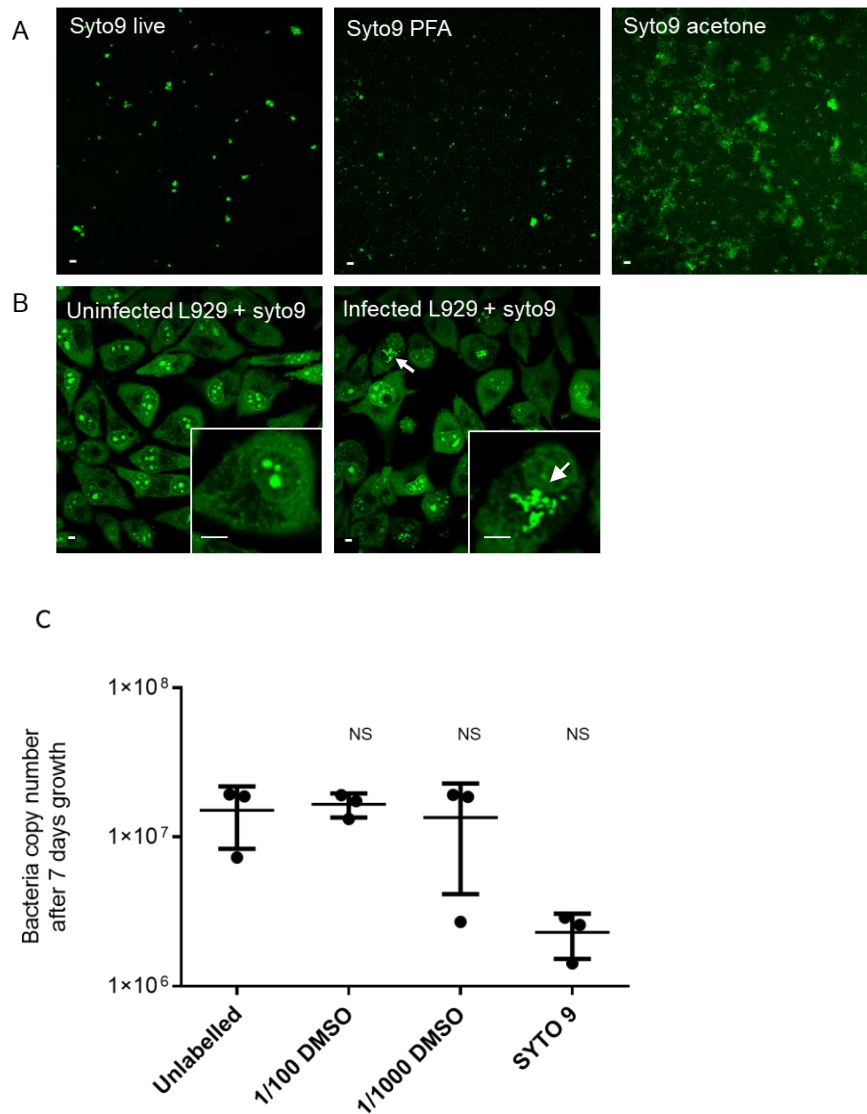 A
Syto9 live
Syto9 PFA
Syto9 acetone
B
Uninfected L929 + syto9
Infected L929 + syto9
C
Bacteria copy number
after 7 days growth
1×10⁸
1×10⁷
1×10⁶
NS
NS
NS
Unlabelled
1/100 DMSO
1/1000 DMSO
SYTO 9